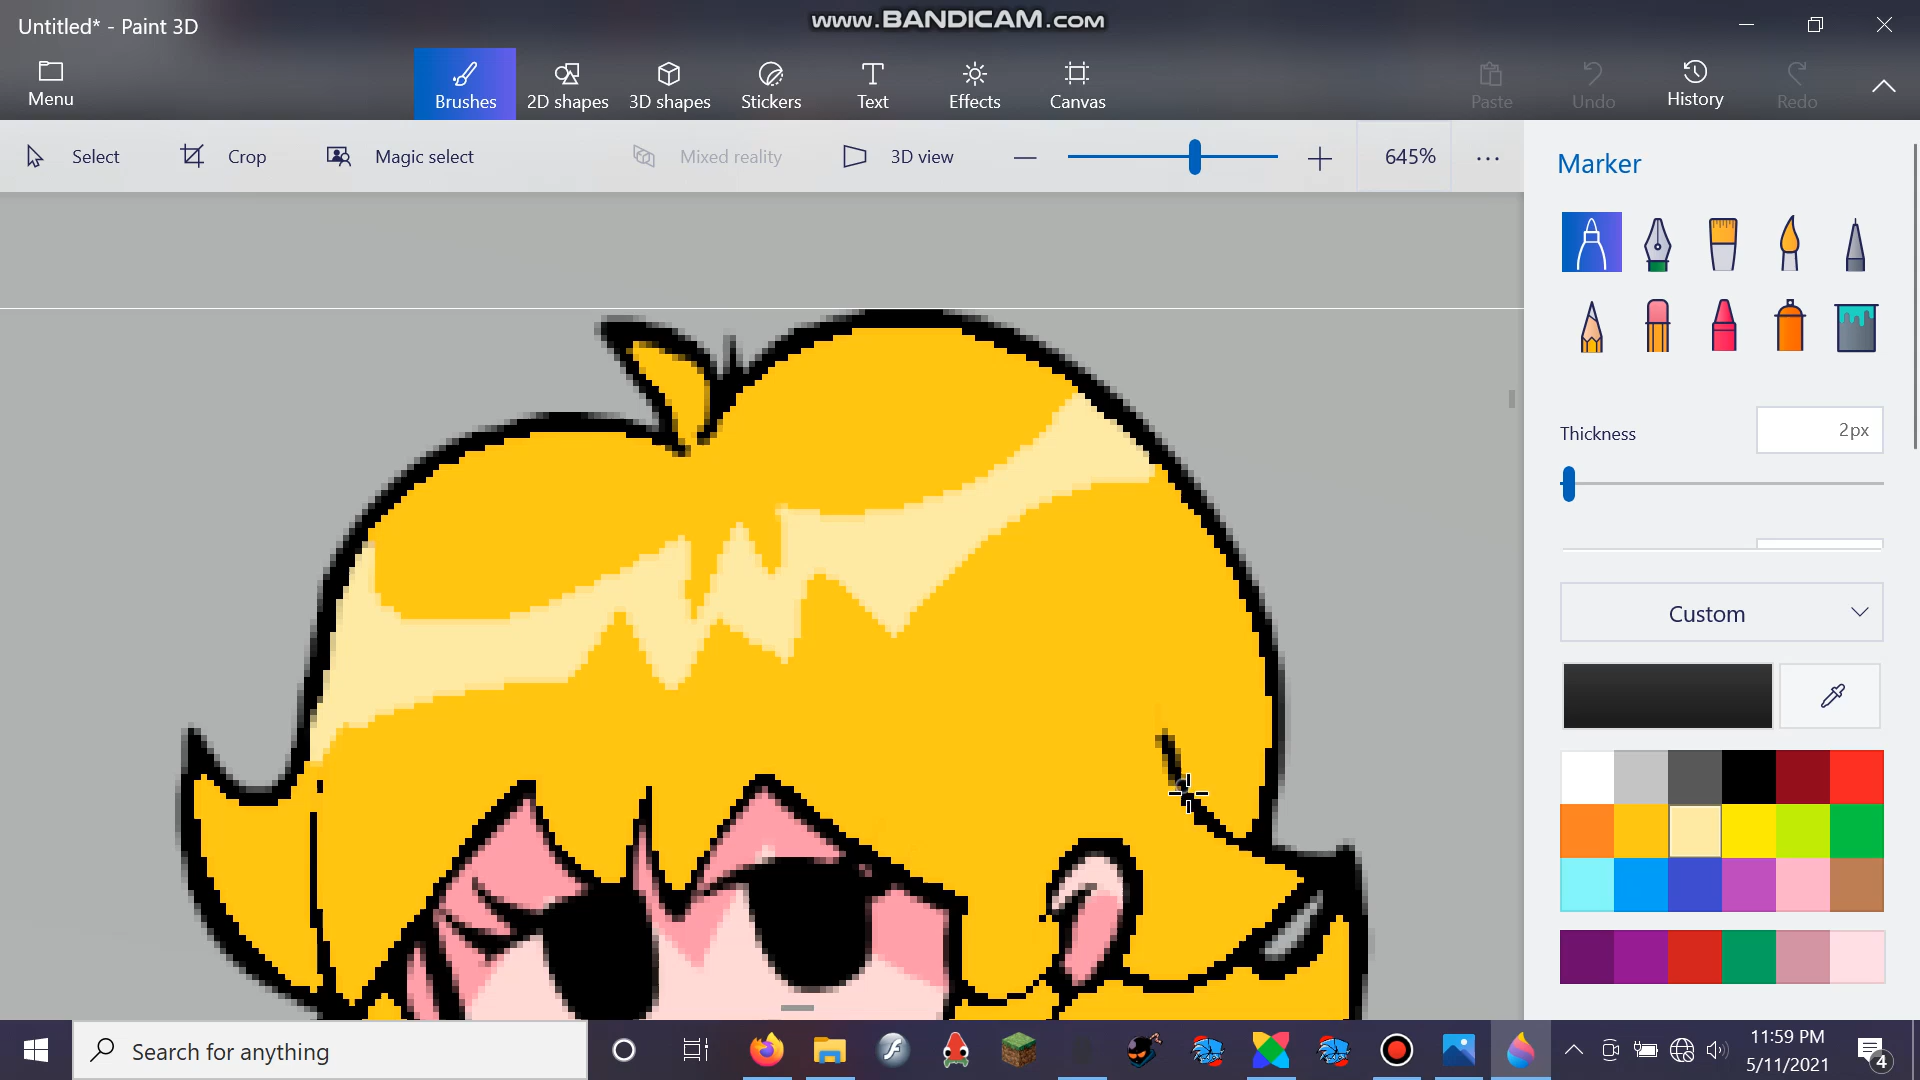 Untitled* - Paint 3D
www.BANDICAM.com
Menu
Brushes
2D shapes
3D shapes
Stickers
Text
Effects
Canvas
Paste
Undo
History
Redo
Select
Crop
Magic select
Mixed reality
3D view
645%
Marker
Thickness
2px
Custom
Search for anything
11:59 PM
5/11/2021
4